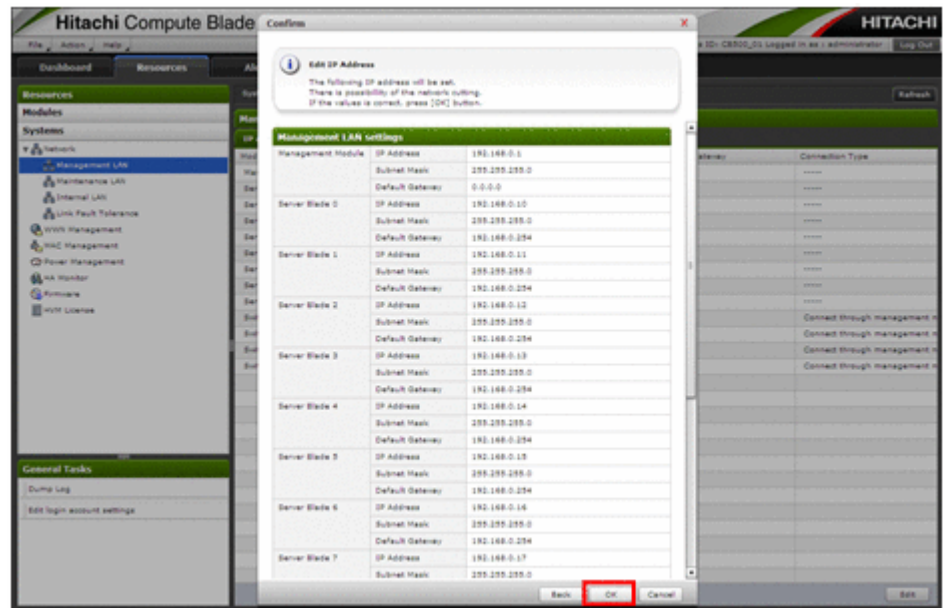 Hitachi Compute Blade
Confirm
HITACHI
File Action Help
ID: CB500_01 Logged in as : administrator Log Out
Dashboard Resources
Resources
Refresh
Modules
Systems
Network
Management LAN
Maintenance LAN
Internal LAN
Link Fault Tolerance
WWN Management
MAC Management
Power Management
HA Monitor
Firmware
HVM License
General Tasks
Dump Log
Edit login account settings
Edit IP Address
The following IP address will be set.
There is possibility of the network cutting.
If the values is correct, press [OK] button.
Management LAN settings
Management Module IP Address 192.168.0.1
Subnet Mask 255.255.255.0
Default Gateway 0.0.0.0
Server Blade 0 IP Address 192.168.0.10
Subnet Mask 255.255.255.0
Default Gateway 192.168.0.254
Server Blade 1 IP Address 192.168.0.11
Subnet Mask 255.255.255.0
Default Gateway 192.168.0.254
Server Blade 2 IP Address 192.168.0.12
Subnet Mask 255.255.255.0
Default Gateway 192.168.0.254
Server Blade 3 IP Address 192.168.0.13
Subnet Mask 255.255.255.0
Default Gateway 192.168.0.254
Server Blade 4 IP Address 192.168.0.14
Subnet Mask 255.255.255.0
Default Gateway 192.168.0.254
Server Blade 5 IP Address 192.168.0.15
Subnet Mask 255.255.255.0
Default Gateway 192.168.0.254
Server Blade 6 IP Address 192.168.0.16
Subnet Mask 255.255.255.0
Default Gateway 192.168.0.254
Server Blade 7 IP Address 192.168.0.17
Subnet Mask 255.255.255.0
Back OK Cancel
Connection Type
-----
-----
-----
-----
-----
-----
-----
-----
-----
Connect through management
Connect through management
Connect through management
Connect through management
Edit